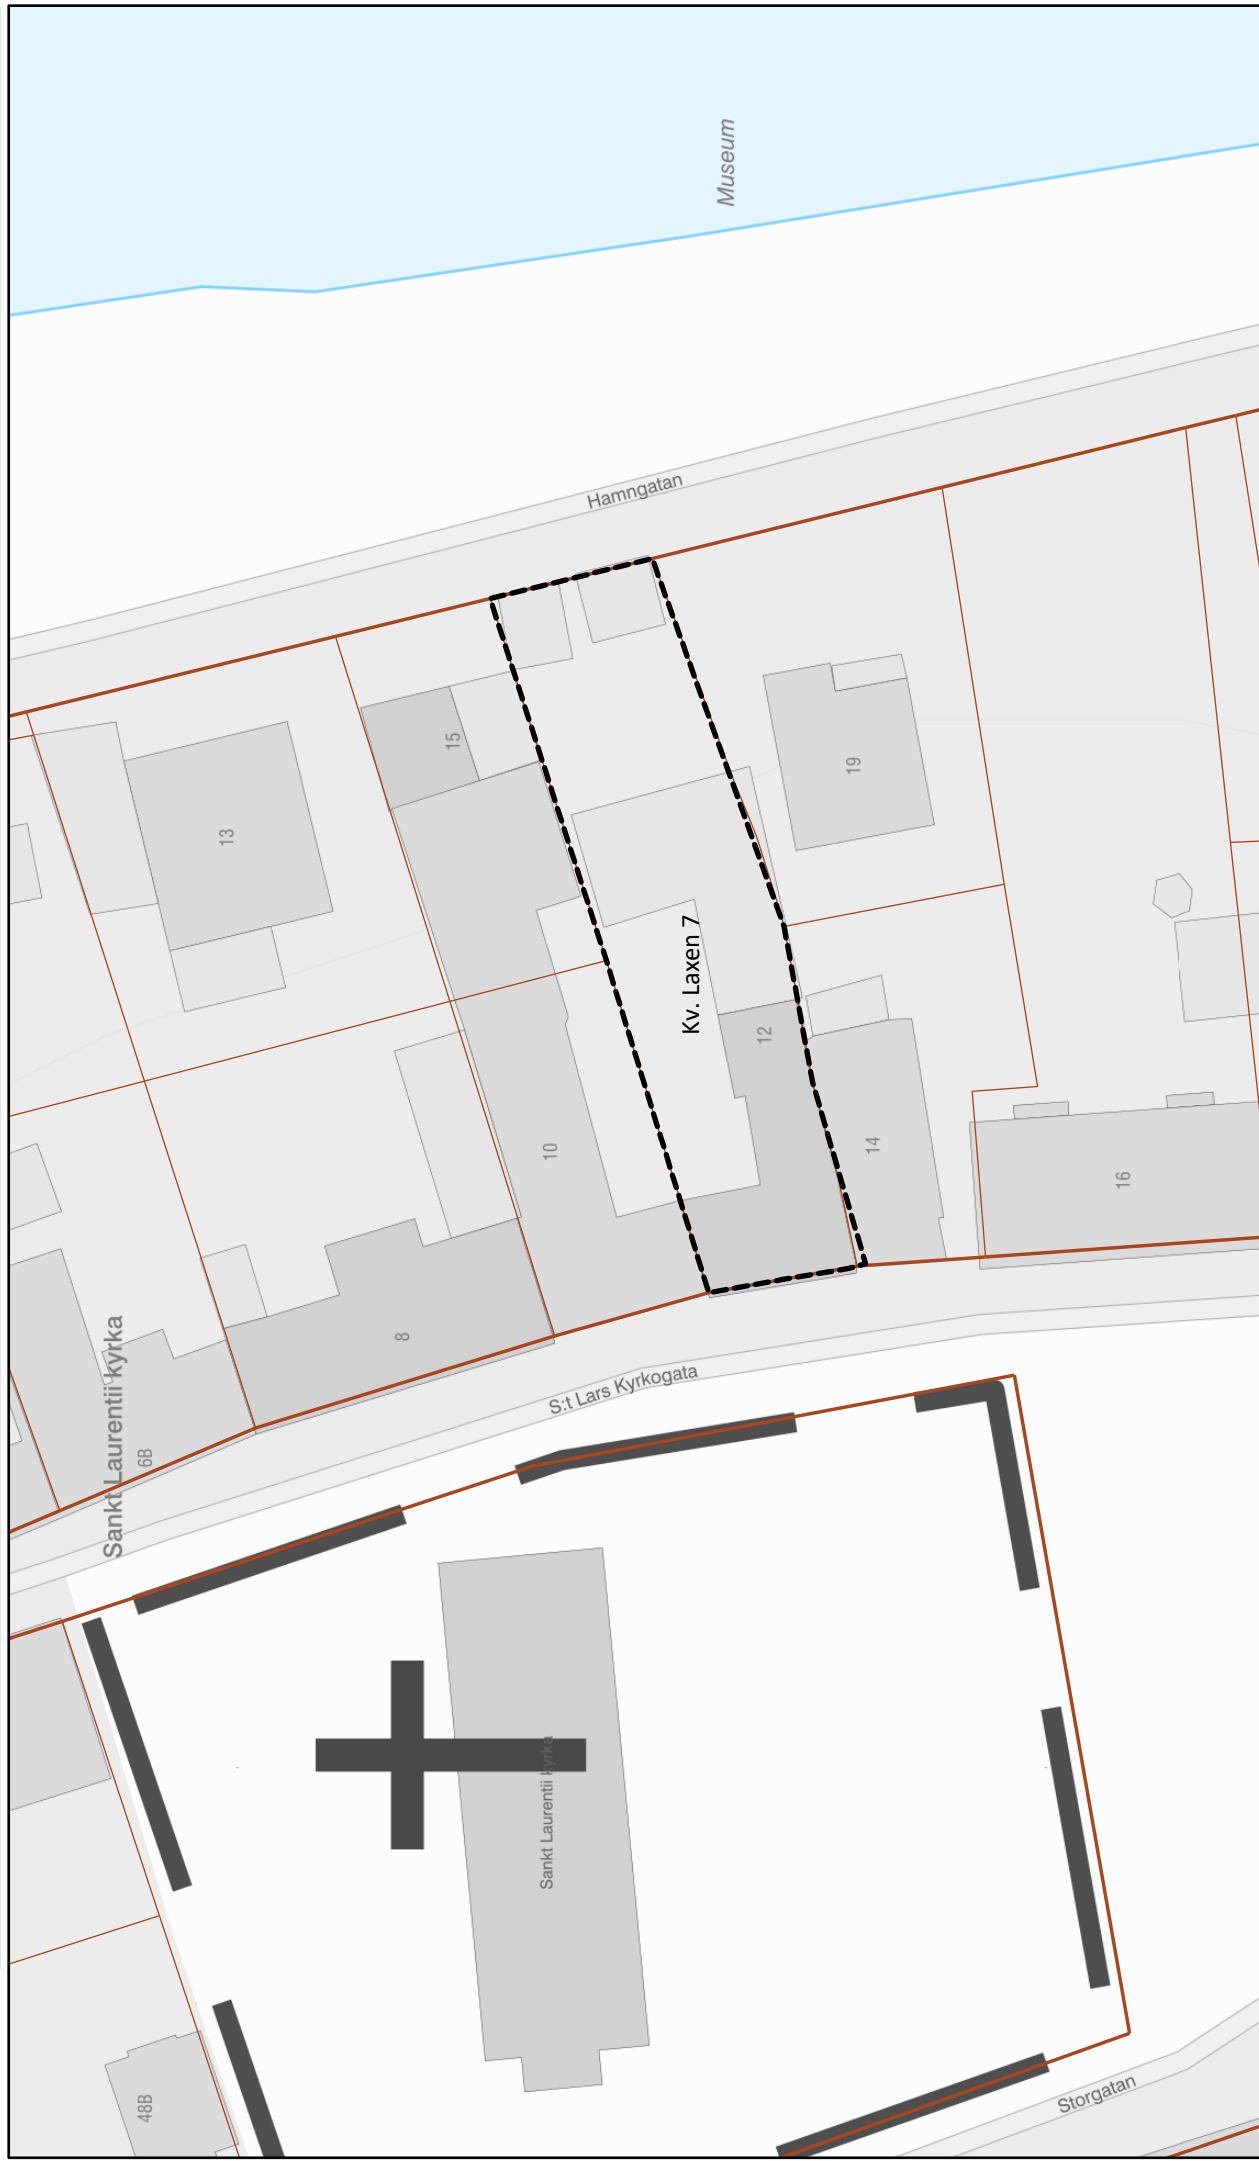 Museum
Hamngatan
15
13
19
Kv. Laxen 7
12
10
14
16
8
S:t Lars Kyrkogata
Sankt Laurentii kyrka
6B
Sankt Laurentii kyrka
48B
Storgatan